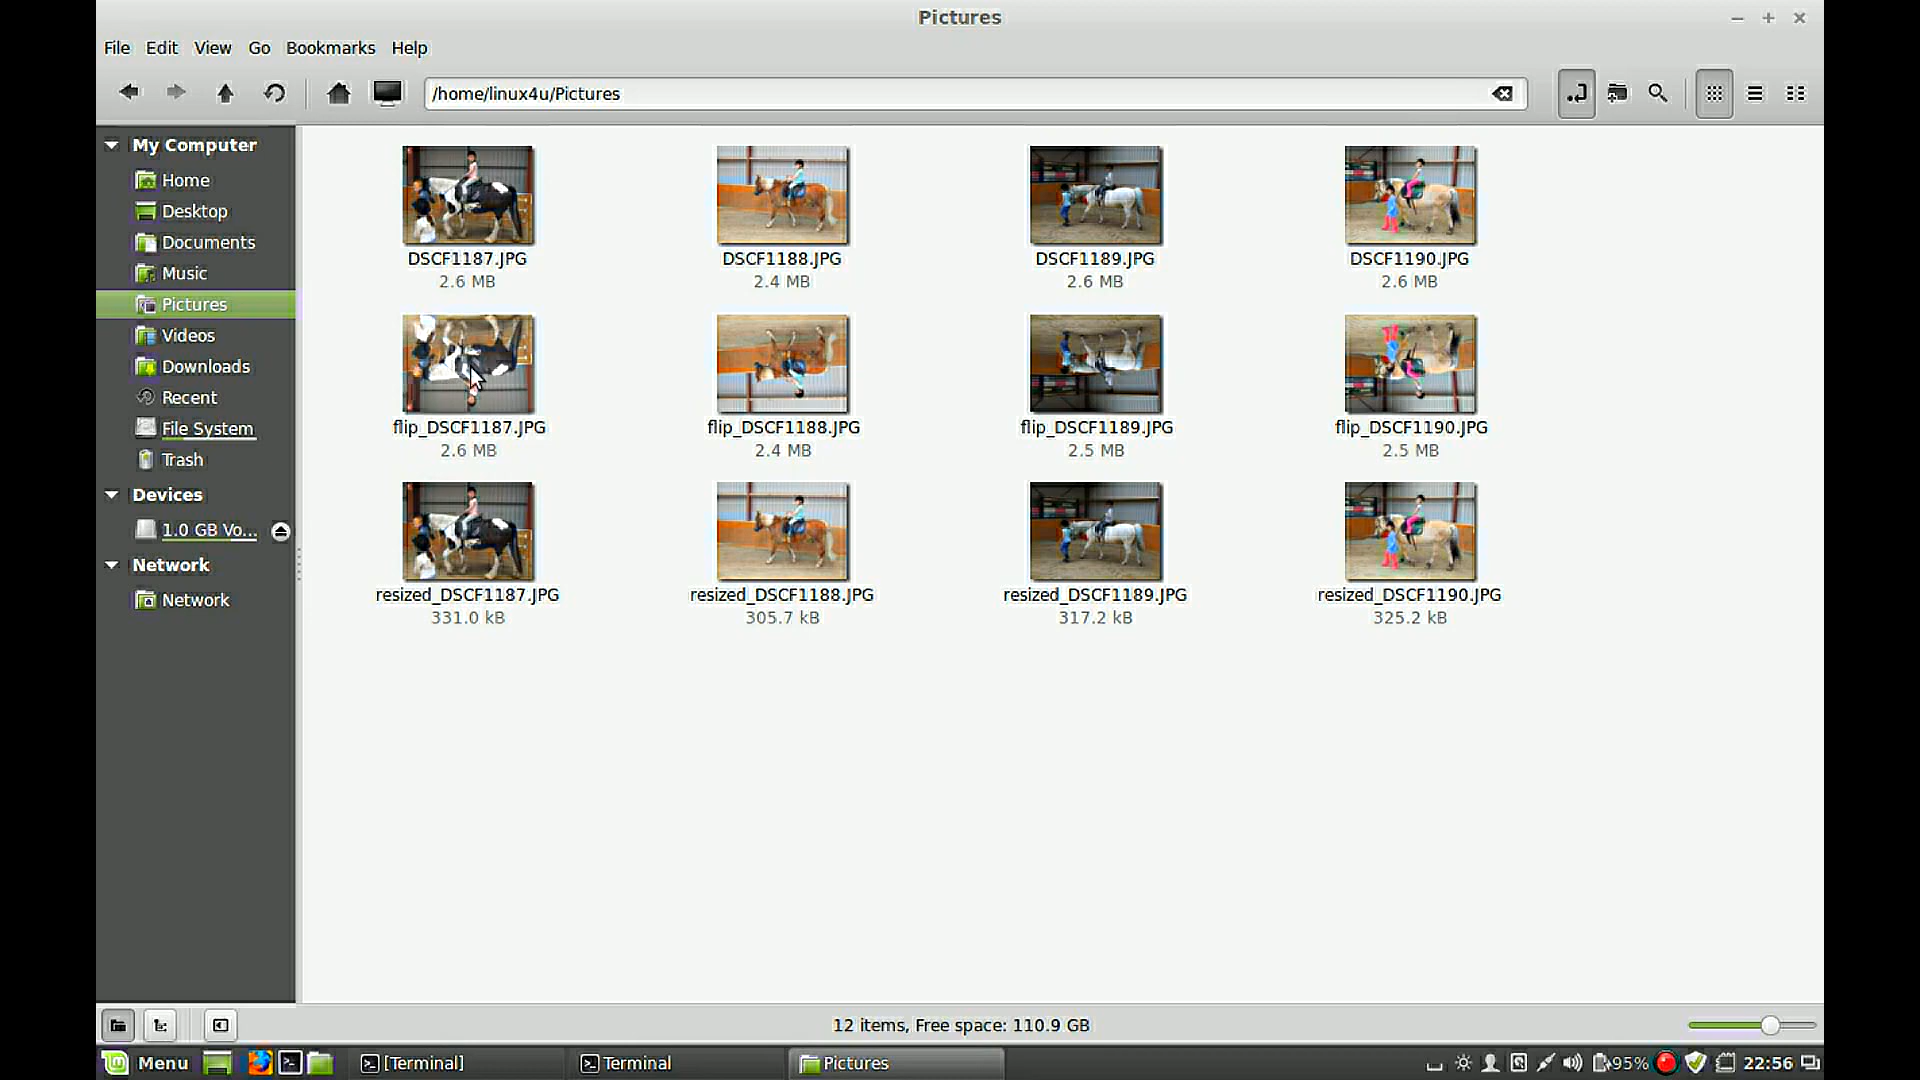 Pictures
File Edit View Go Bookmarks Help
/home/linux4u/Pictures
My Computer
Home
Desktop
Documents
Music
Pictures
Videos
Downloads
Recent
File System
Trash
Devices
1.0 GB Vo...
Network
Network
DSCF1187.JPG DSCF1188.JPG DSCF1189.JPG DSCF1190.JPG
2.6 MB 2.4 MB 2.6 MB 2.6 MB
flip_DSCF1187.JPG flip_DSCF1188.JPG flip_DSCF1189.JPG flip_DSCF1190.JPG
2.6 MB 2.4 MB 2.5 MB 2.5 MB
resized_DSCF1187.JPG resized_DSCF1188.JPG resized_DSCF1189.JPG resized_DSCF1190.JPG
331.0 kB 305.7 kB 317.2 kB 325.2 kB
12 items, Free space: 110.9 GB
Menu [Terminal] Terminal Pictures 95% 22:56